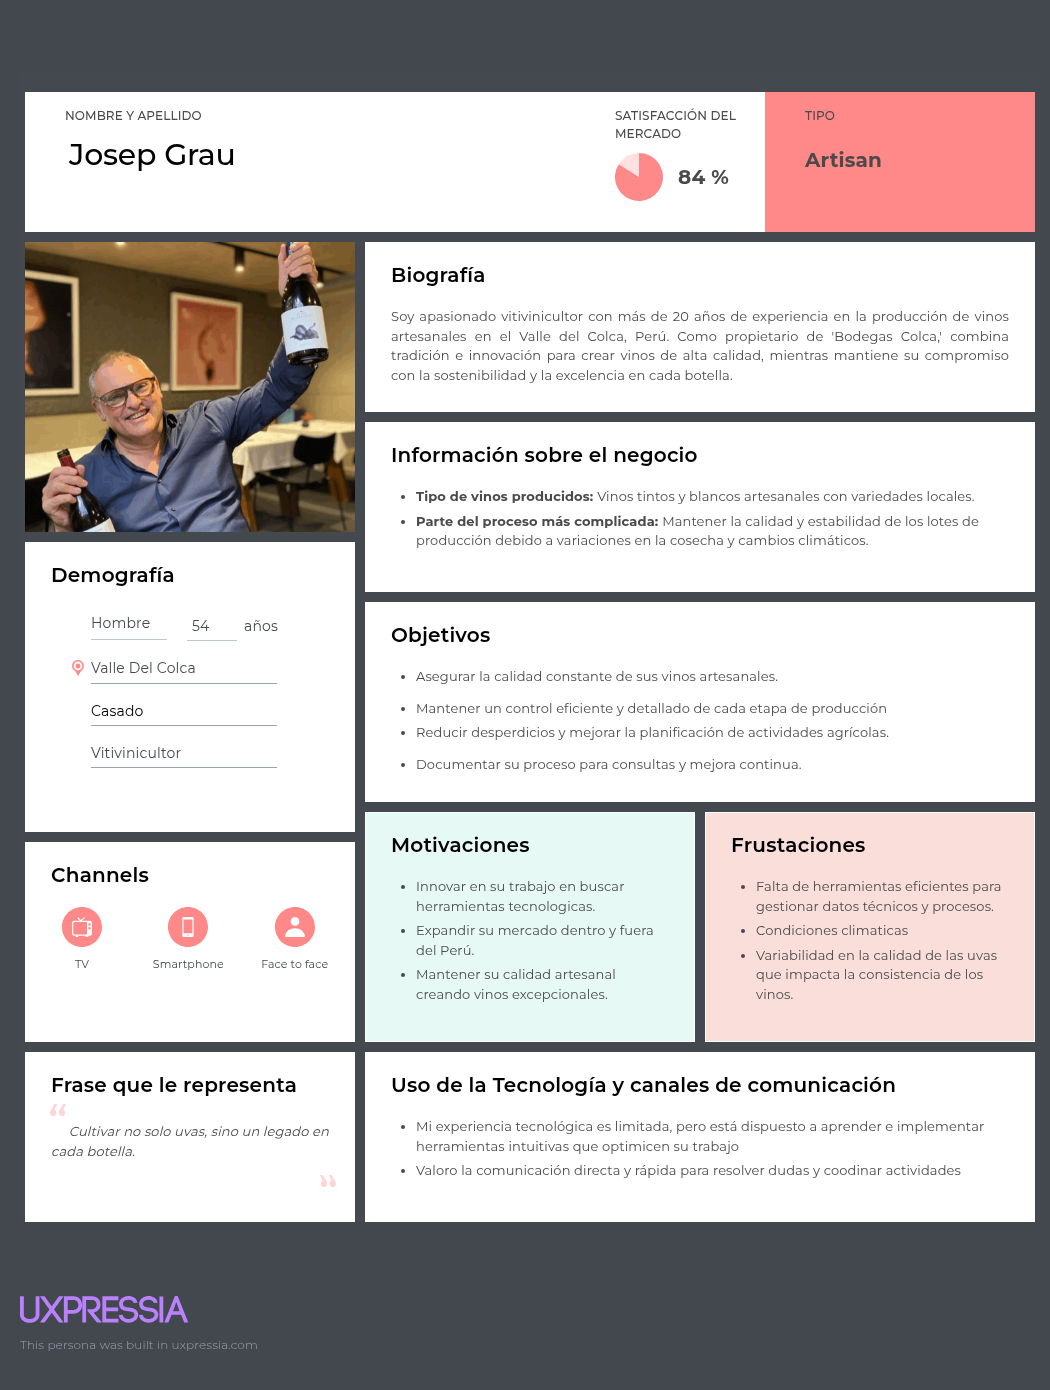 NOMBRE Y APELLIDO
Josep Grau
SATISFACCIÓN DEL
MERCADO
84 %
TIPO
Artisan
Biografía
Soy apasionado vitivinicultor con más de 20 años de experiencia en la producción de vinos
artesanales en el Valle del Colca, Perú. Como propietario de 'Bodegas Colca,' combina
tradición e innovación para crear vinos de alta calidad, mientras mantiene su compromiso
con la sostenibilidad y la excelencia en cada botella.
Información sobre el negocio
• Tipo de vinos producidos: Vinos tintos y blancos artesanales con variedades locales.
• Parte del proceso más complicada: Mantener la calidad y estabilidad de los lotes de
producción debido a variaciones en la cosecha y cambios climáticos.
Demografía
Hombre 54 años
Valle Del Colca
Casado
Vitivinicultor
Objetivos
• Asegurar la calidad constante de sus vinos artesanales.
• Mantener un control eficiente y detallado de cada etapa de producción
• Reducir desperdicios y mejorar la planificación de actividades agrícolas.
• Documentar su proceso para consultas y mejora continua.
Channels
TV
Smartphone
Face to face
Motivaciones
• Innovar en su trabajo en buscar
herramientas tecnologicas.
• Expandir su mercado dentro y fuera
del Perú.
• Mantener su calidad artesanal
creando vinos excepcionales.
Frustaciones
• Falta de herramientas eficientes para
gestionar datos técnicos y procesos.
• Condiciones climaticas
• Variabilidad en la calidad de las uvas
que impacta la consistencia de los
vinos.
Frase que le representa
“
Cultivar no solo uvas, sino un legado en
cada botella.
”
Uso de la Tecnología y canales de comunicación
• Mi experiencia tecnológica es limitada, pero está dispuesto a aprender e implementar
herramientas intuitivas que optimicen su trabajo
• Valoro la comunicación directa y rápida para resolver dudas y coodinar actividades
UXPRESSIA
This persona was built in uxpressia.com